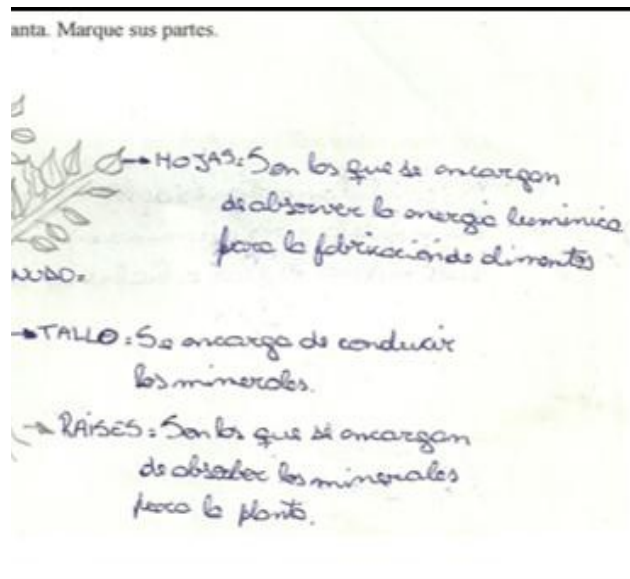 anta. Marque sus partes.
HOJAS: Son los que se encargan
de absorver la energia luminica
para la fabricacion de alimentos
NUDO=
TALLO: Se encarga de conducir
los minerales.
RAISES: Son los que se encargan
de absorber los minerales
para la planta.